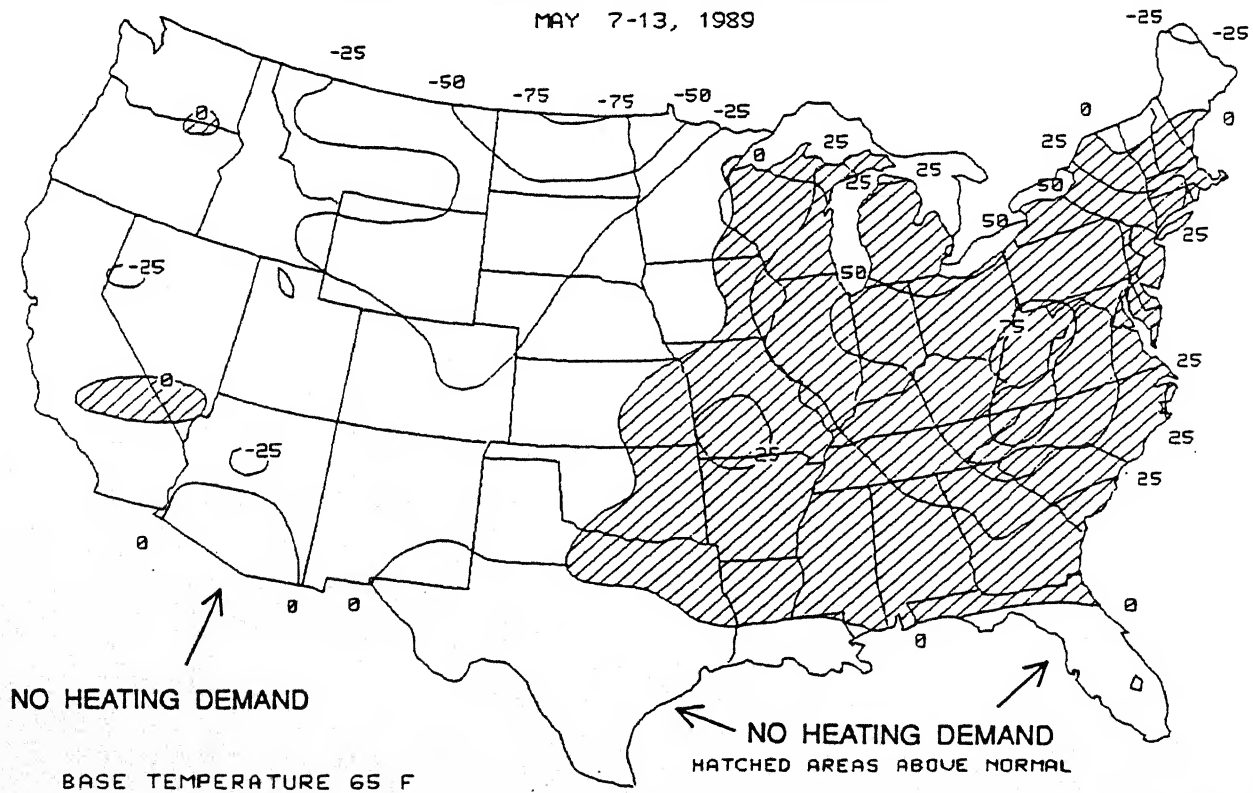 MAY 7-13, 1989
-25 -25
-25
-50 -75 -75 -50 -25
0 0 0
25 25
0 25 25
25 50
50
25
-25 50
75
25
0
25
-25 25
25
0
0 0 0
0
NO HEATING DEMAND
NO HEATING DEMAND
HATCHED AREAS ABOVE NORMAL
BASE TEMPERATURE 65 F